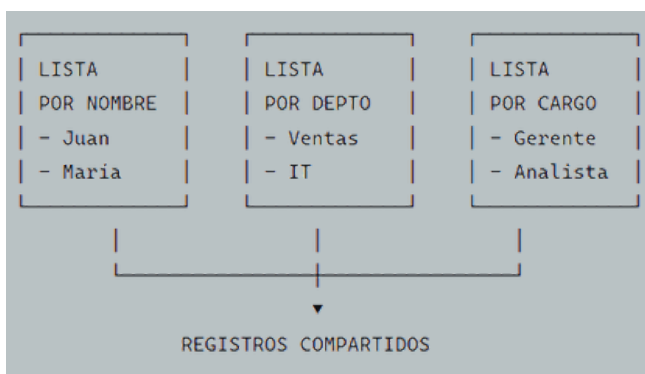 LISTA
POR NOMBRE
- Juan
- Maria
LISTA
POR DEPTO
- Ventas
- IT
LISTA
POR CARGO
- Gerente
- Analista
REGISTROS COMPARTIDOS